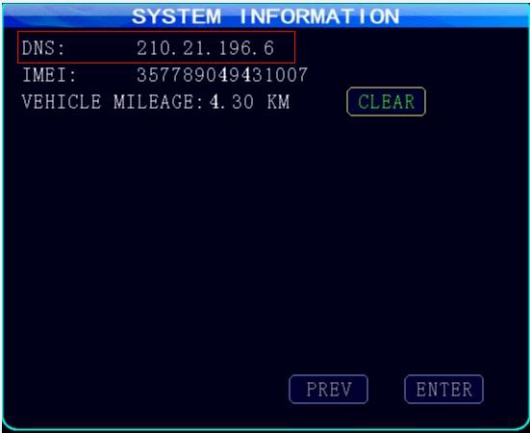 SYSTEM INFORMATION
DNS: 210.21.196.6
IMEI: 357789049431007
VEHICLE MILEAGE:4.30 KM CLEAR
PREV ENTER